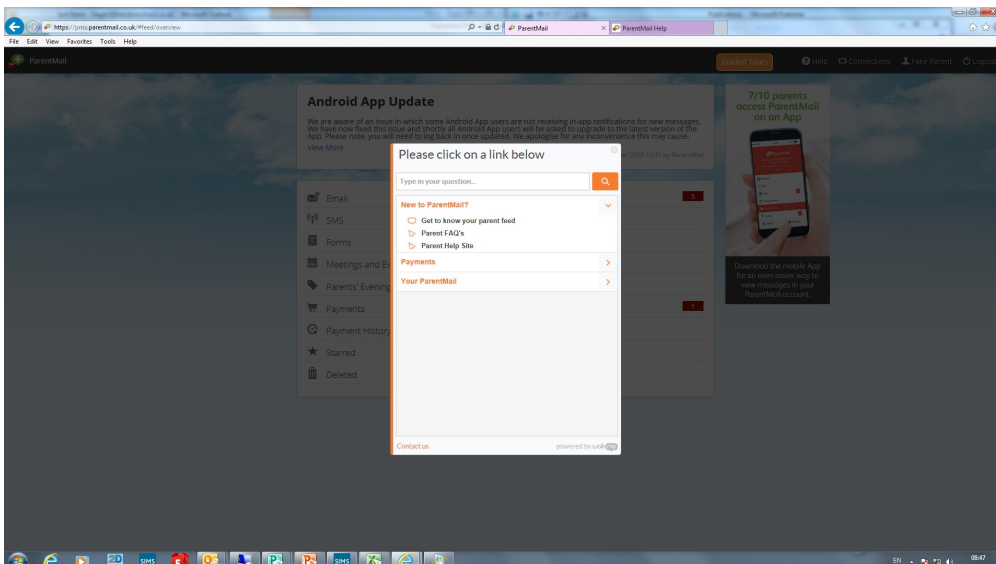 https://pmx.parentmail.co.uk/#feed/overview
ParentMail
ParentMail Help
File Edit View Favorites Tools Help
ParentMail
Guided Tours
Help
Connections
Fake Parent
Logout
Android App Update
We are aware of an issue in which some Android App users are not receiving in-app notifications for new messages.
We have now fixed this issue and shortly all Android App users will be asked to upgrade to the latest version of the
App. Please note, you will need to log back in once updated. We apologise for any inconvenience this may cause.
View More
10:31 by ParentMail
Please click on a link below
Type in your question...
New to ParentMail?
Get to know your parent feed
Parent FAQ's
Parent Help Site
Payments
Your ParentMail
Contact us
powered by walkme
Email
5
SMS
Forms
Meetings and Ev
Parents' Evening
Payments
1
Payment History
Starred
Deleted
7/10 parents
access ParentMail
on an App
Download the mobile App
for an even easier way to
view messages in your
ParentMail account.
2D
SIMS
SIMS
EN
08:47